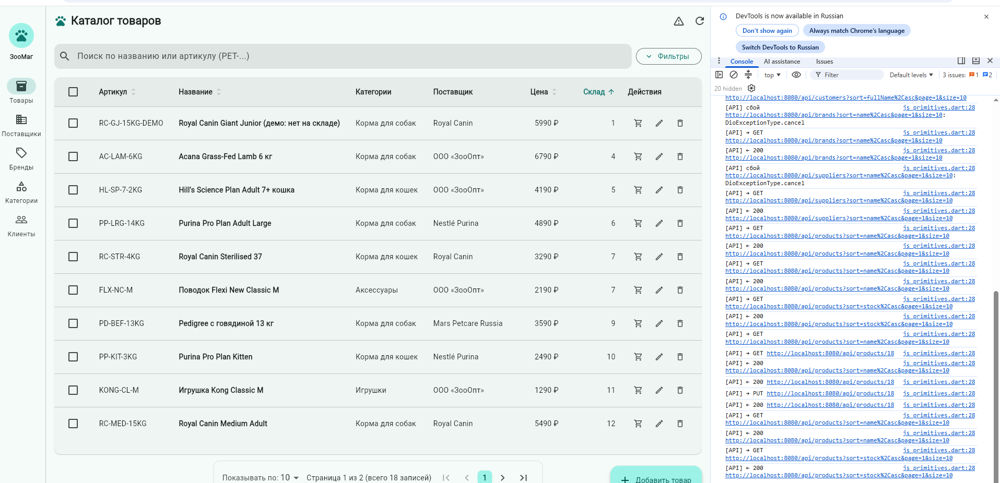 ЗооМаг
Товары
Поставщики
Бренды
Категории
Клиенты
Каталог товаров
Поиск по названию или артикулу (PET-...)
Фильтры
Артикул Название Категории Поставщик Цена Склад Действия
RC-GJ-15KG-DEMO Royal Canin Giant Junior (демо: нет на складе) Корма для собак Royal Canin 5990 ₽ 1
AC-LAM-6KG Acana Grass-Fed Lamb 6 кг Корма для собак ООО «ЗооОпт» 6790 ₽ 4
HL-SP-7-2KG Hill's Science Plan Adult 7+ кошка Корма для кошек ООО «ЗооОпт» 4190 ₽ 5
PP-LRG-14KG Purina Pro Plan Adult Large Корма для собак Nestlé Purina 4890 ₽ 6
RC-STR-4KG Royal Canin Sterilised 37 Корма для кошек Royal Canin 3290 ₽ 7
FLX-NC-M Поводок Flexi New Classic M Аксессуары ООО «ЗооОпт» 2190 ₽ 7
PD-BEF-13KG Pedigree с говядиной 13 кг Корма для собак Mars Petcare Russia 3590 ₽ 9
PP-KIT-3KG Purina Pro Plan Kitten Корма для кошек Nestlé Purina 2490 ₽ 10
KONG-CL-M Игрушка Kong Classic M Игрушки ООО «ЗооОпт» 1290 ₽ 11
RC-MED-15KG Royal Canin Medium Adult Корма для собак Royal Canin 5490 ₽ 12
Показывать по: 10 Страница 1 из 2 (всего 18 записей) 1
Добавить товар
DevTools is now available in Russian
Don't show again Always match Chrome's language
Switch DevTools to Russian
Console AI assistance Issues
top Filter Default levels 3 issues: 1 2
20 hidden
http://localhost:8080/api/customers?sort=fullName%2Casc&page=1&size=10
[API] сбой js_primitives.dart:28
http://localhost:8080/api/brands?sort=name%2Casc&page=1&size=10:
DioExceptionType.cancel
[API] → GET js_primitives.dart:28
http://localhost:8080/api/brands?sort=name%2Casc&page=1&size=10
[API] ← 200 js_primitives.dart:28
http://localhost:8080/api/brands?sort=name%2Casc&page=1&size=10
[API] сбой js_primitives.dart:28
http://localhost:8080/api/suppliers?sort=name%2Casc&page=1&size=10:
DioExceptionType.cancel
[API] → GET js_primitives.dart:28
http://localhost:8080/api/suppliers?sort=name%2Casc&page=1&size=10
[API] ← 200 js_primitives.dart:28
http://localhost:8080/api/suppliers?sort=name%2Casc&page=1&size=10
[API] → GET js_primitives.dart:28
http://localhost:8080/api/products?sort=name%2Casc&page=1&size=10
[API] ← 200 js_primitives.dart:28
http://localhost:8080/api/products?sort=name%2Casc&page=1&size=10
[API] → GET js_primitives.dart:28
http://localhost:8080/api/products?sort=name%2Casc&page=1&size=10
[API] ← 200 js_primitives.dart:28
http://localhost:8080/api/products?sort=name%2Casc&page=1&size=10
[API] → GET js_primitives.dart:28
http://localhost:8080/api/products?sort=stock%2Casc&page=1&size=10
[API] ← 200 js_primitives.dart:28
http://localhost:8080/api/products?sort=stock%2Casc&page=1&size=10
[API] → GET js_primitives.dart:28
http://localhost:8080/api/products?sort=name%2Casc&page=1&size=10
[API] → GET http://localhost:8080/api/products/18 js_primitives.dart:28
[API] ← 200 js_primitives.dart:28
http://localhost:8080/api/products?sort=name%2Casc&page=1&size=10
[API] ← 200 http://localhost:8080/api/products/18 js_primitives.dart:28
[API] → PUT http://localhost:8080/api/products/18 js_primitives.dart:28
[API] ← 200 http://localhost:8080/api/products/18 js_primitives.dart:28
[API] → GET js_primitives.dart:28
http://localhost:8080/api/products?sort=name%2Casc&page=1&size=10
[API] ← 200 js_primitives.dart:28
http://localhost:8080/api/products?sort=name%2Casc&page=1&size=10
[API] → GET js_primitives.dart:28
http://localhost:8080/api/products?sort=stock%2Casc&page=1&size=10
[API] ← 200 js_primitives.dart:28
http://localhost:8080/api/products?sort=stock%2Casc&page=1&size=10